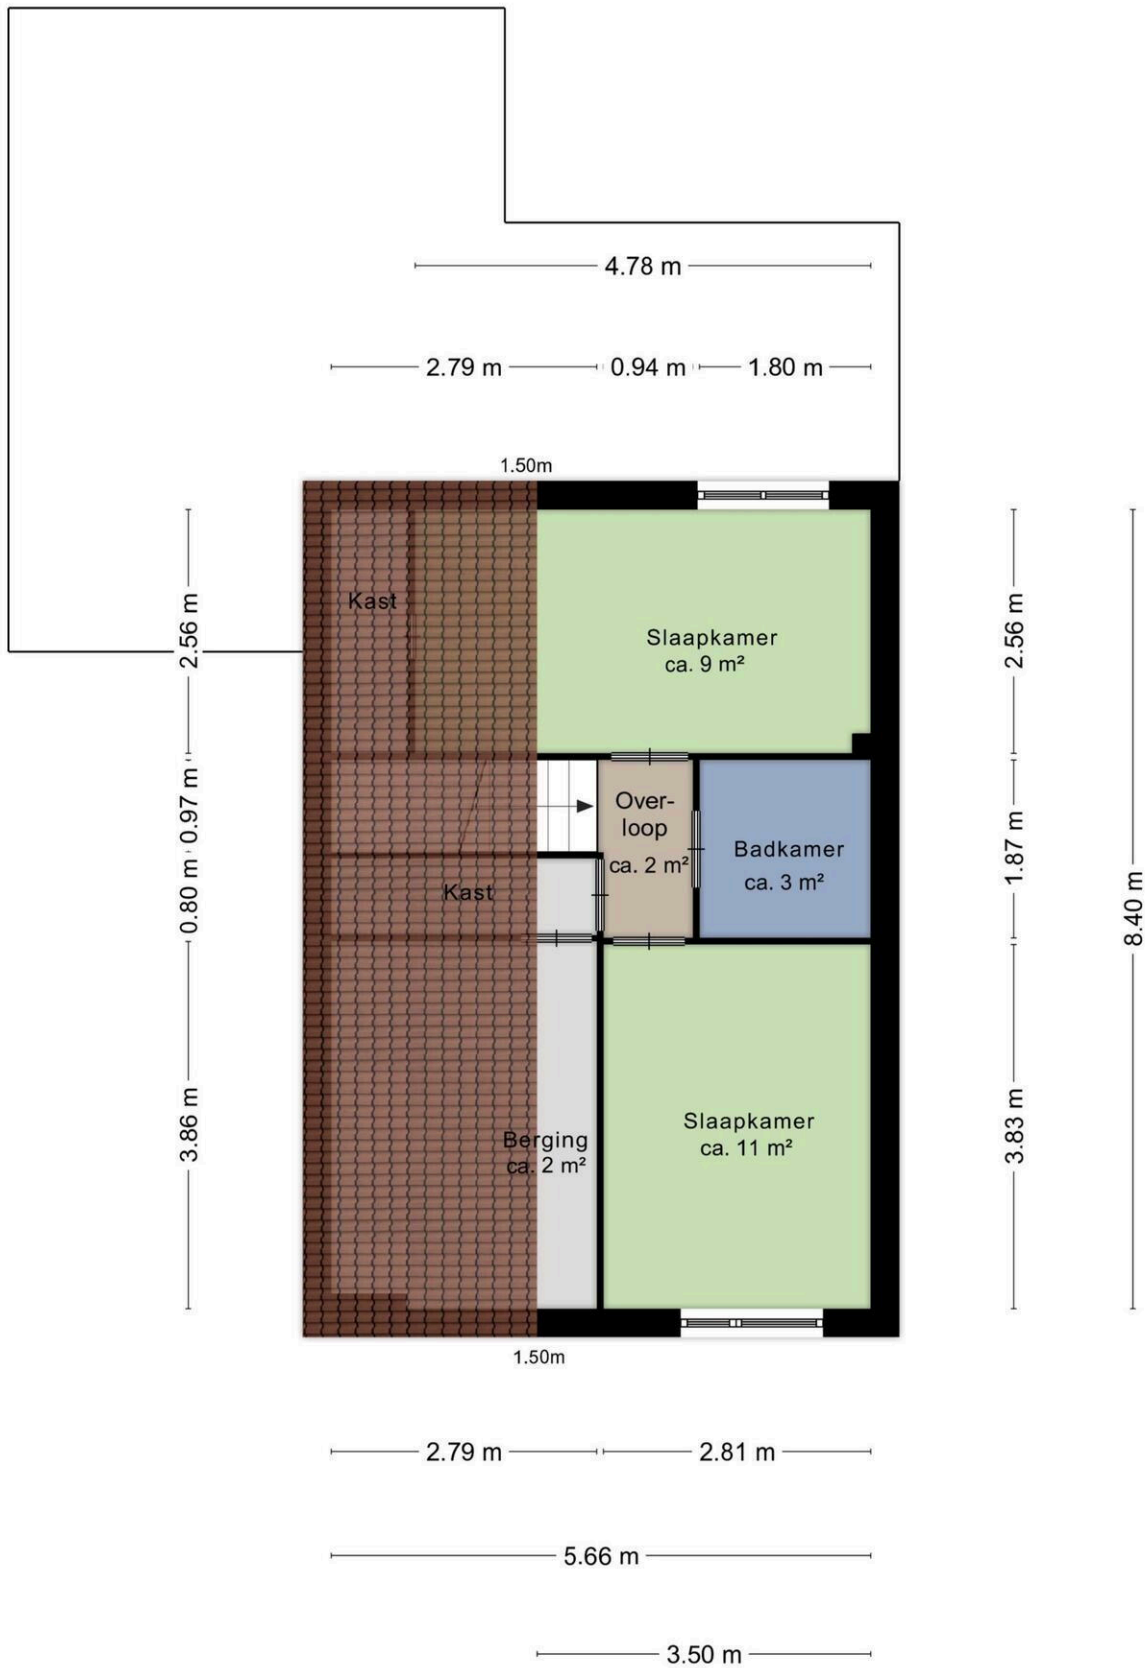 4.78 m
2.79 m
0.94 m
1.80 m
1.50m
Kast
2.56 m
2.56 m
Slaapkamer
ca. 9 m²
0.97 m
Over-
loop
ca. 2 m²
1.87 m
Badkamer
ca. 3 m²
0.80 m
Kast
8.40 m
3.86 m
Berging
ca. 2 m²
Slaapkamer
ca. 11 m²
3.83 m
1.50m
2.79 m
2.81 m
5.66 m
3.50 m